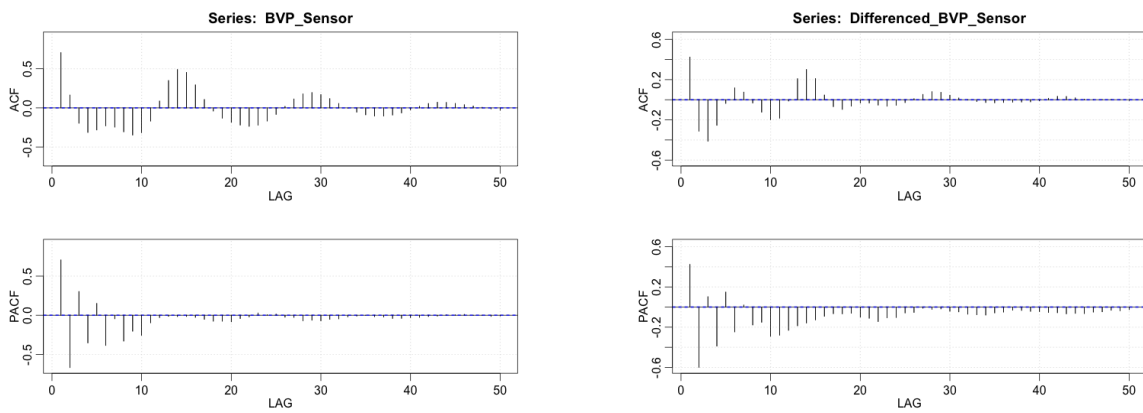 Series: BVP_Sensor
ACF
-0.5 0.0 0.5
0 10 20 30 40 50
LAG
PACF
-0.5 0.0 0.5
0 10 20 30 40 50
LAG
Series: Differenced_BVP_Sensor
ACF
-0.6 -0.2 0.2 0.6
0 10 20 30 40 50
LAG
PACF
-0.6 -0.2 0.2 0.6
0 10 20 30 40 50
LAG